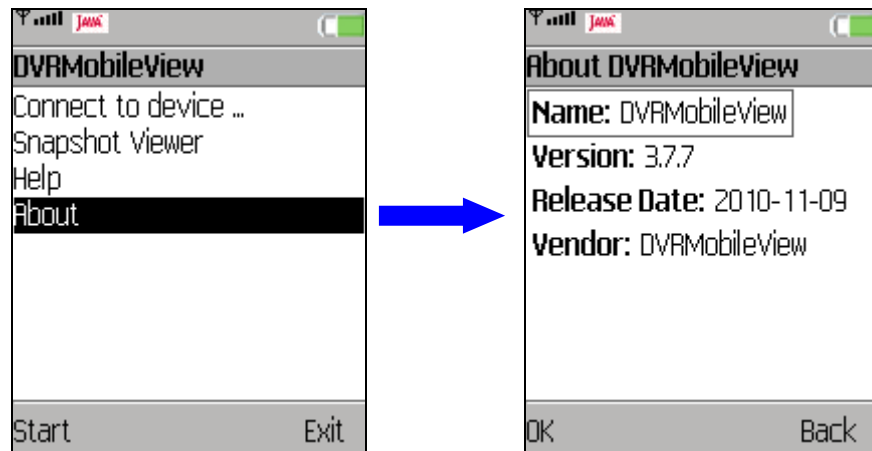 JAVA
DVRMobileView
Connect to device ...
Snapshot Viewer
Help
About
Start Exit
JAVA
About DVRMobileView
Name: DVRMobileView
Version: 3.7.7
Release Date: 2010-11-09
Vendor: DVRMobileView
OK Back